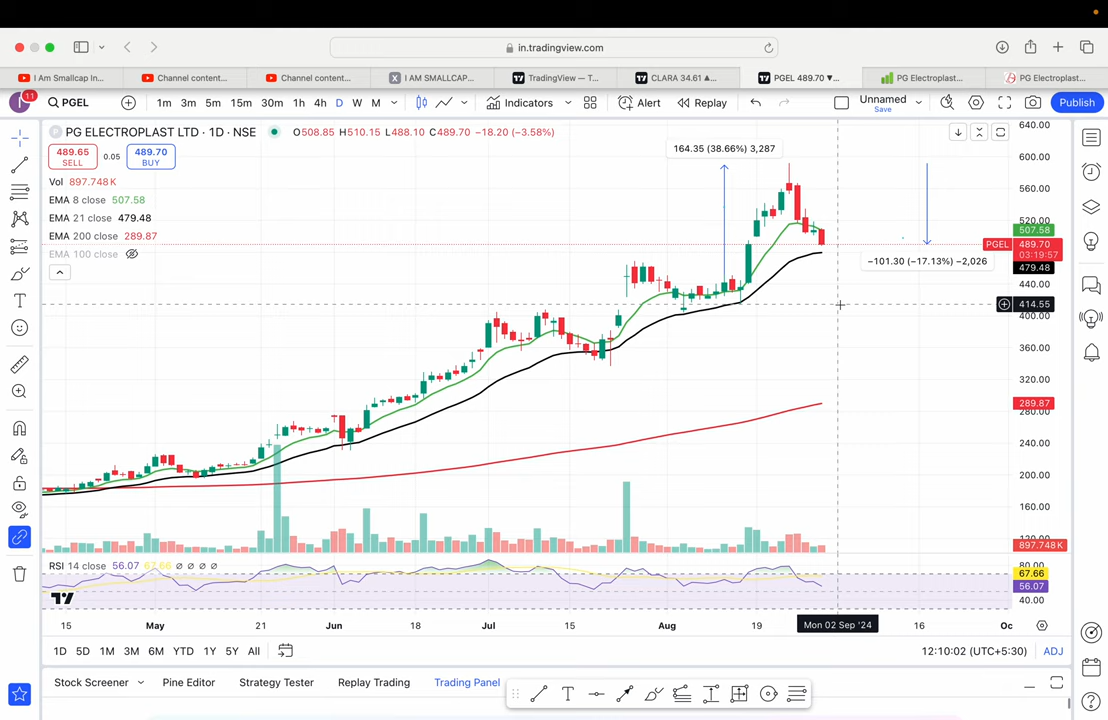 in.tradingview.com
I Am Smallcap In...
Channel content...
Channel content...
X I AM SMALLCAP...
TradingView — T...
CLARA 34.61 ▲...
PGEL 489.70 ▼...
PG Electroplast...
PG Electroplast...
I 11 PGEL 1m 3m 5m 15m 30m 1h 4h D W M Indicators Alert Replay Unnamed Save Publish
P PG ELECTROPLAST LTD · 1D · NSE O508.85 H510.15 L488.10 C489.70 −18.20 (−3.58%)
489.65 SELL 0.05 489.70 BUY
Vol 897.748K
EMA 8 close 507.58
EMA 21 close 479.48
EMA 200 close 289.87
EMA 100 close
164.35 (38.66%) 3,287
−101.30 (−17.13%) −2,026
640.00
600.00
560.00
520.00
507.58
PGEL 489.70
03:19:57
479.48
440.00
414.55
400.00
360.00
320.00
289.87
280.00
240.00
200.00
160.00
120.00
897.748K
RSI 14 close 56.07 67.66 ∅ ∅ ∅ ∅
80.00
67.66
56.07
40.00
15 May 21 Jun 18 Jul 15 Aug 19 Mon 02 Sep '24 16 Oc
1D 5D 1M 3M 6M YTD 1Y 5Y All 12:10:02 (UTC+5:30) ADJ
Stock Screener Pine Editor Strategy Tester Replay Trading Trading Panel